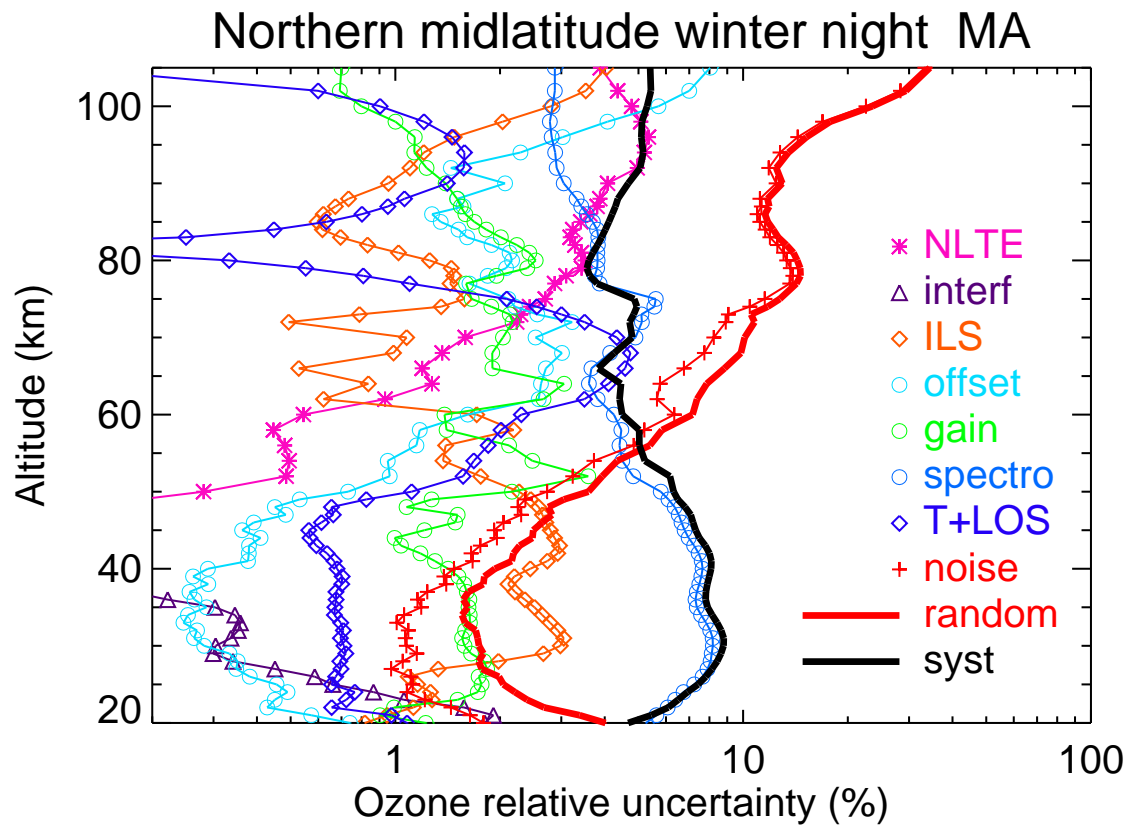 Northern midlatitude winter night  MA
Altitude (km)
100
80
60
40
20
NLTE
interf
ILS
offset
gain
spectro
T+LOS
noise
random
syst
1
10
100
Ozone relative uncertainty (%)